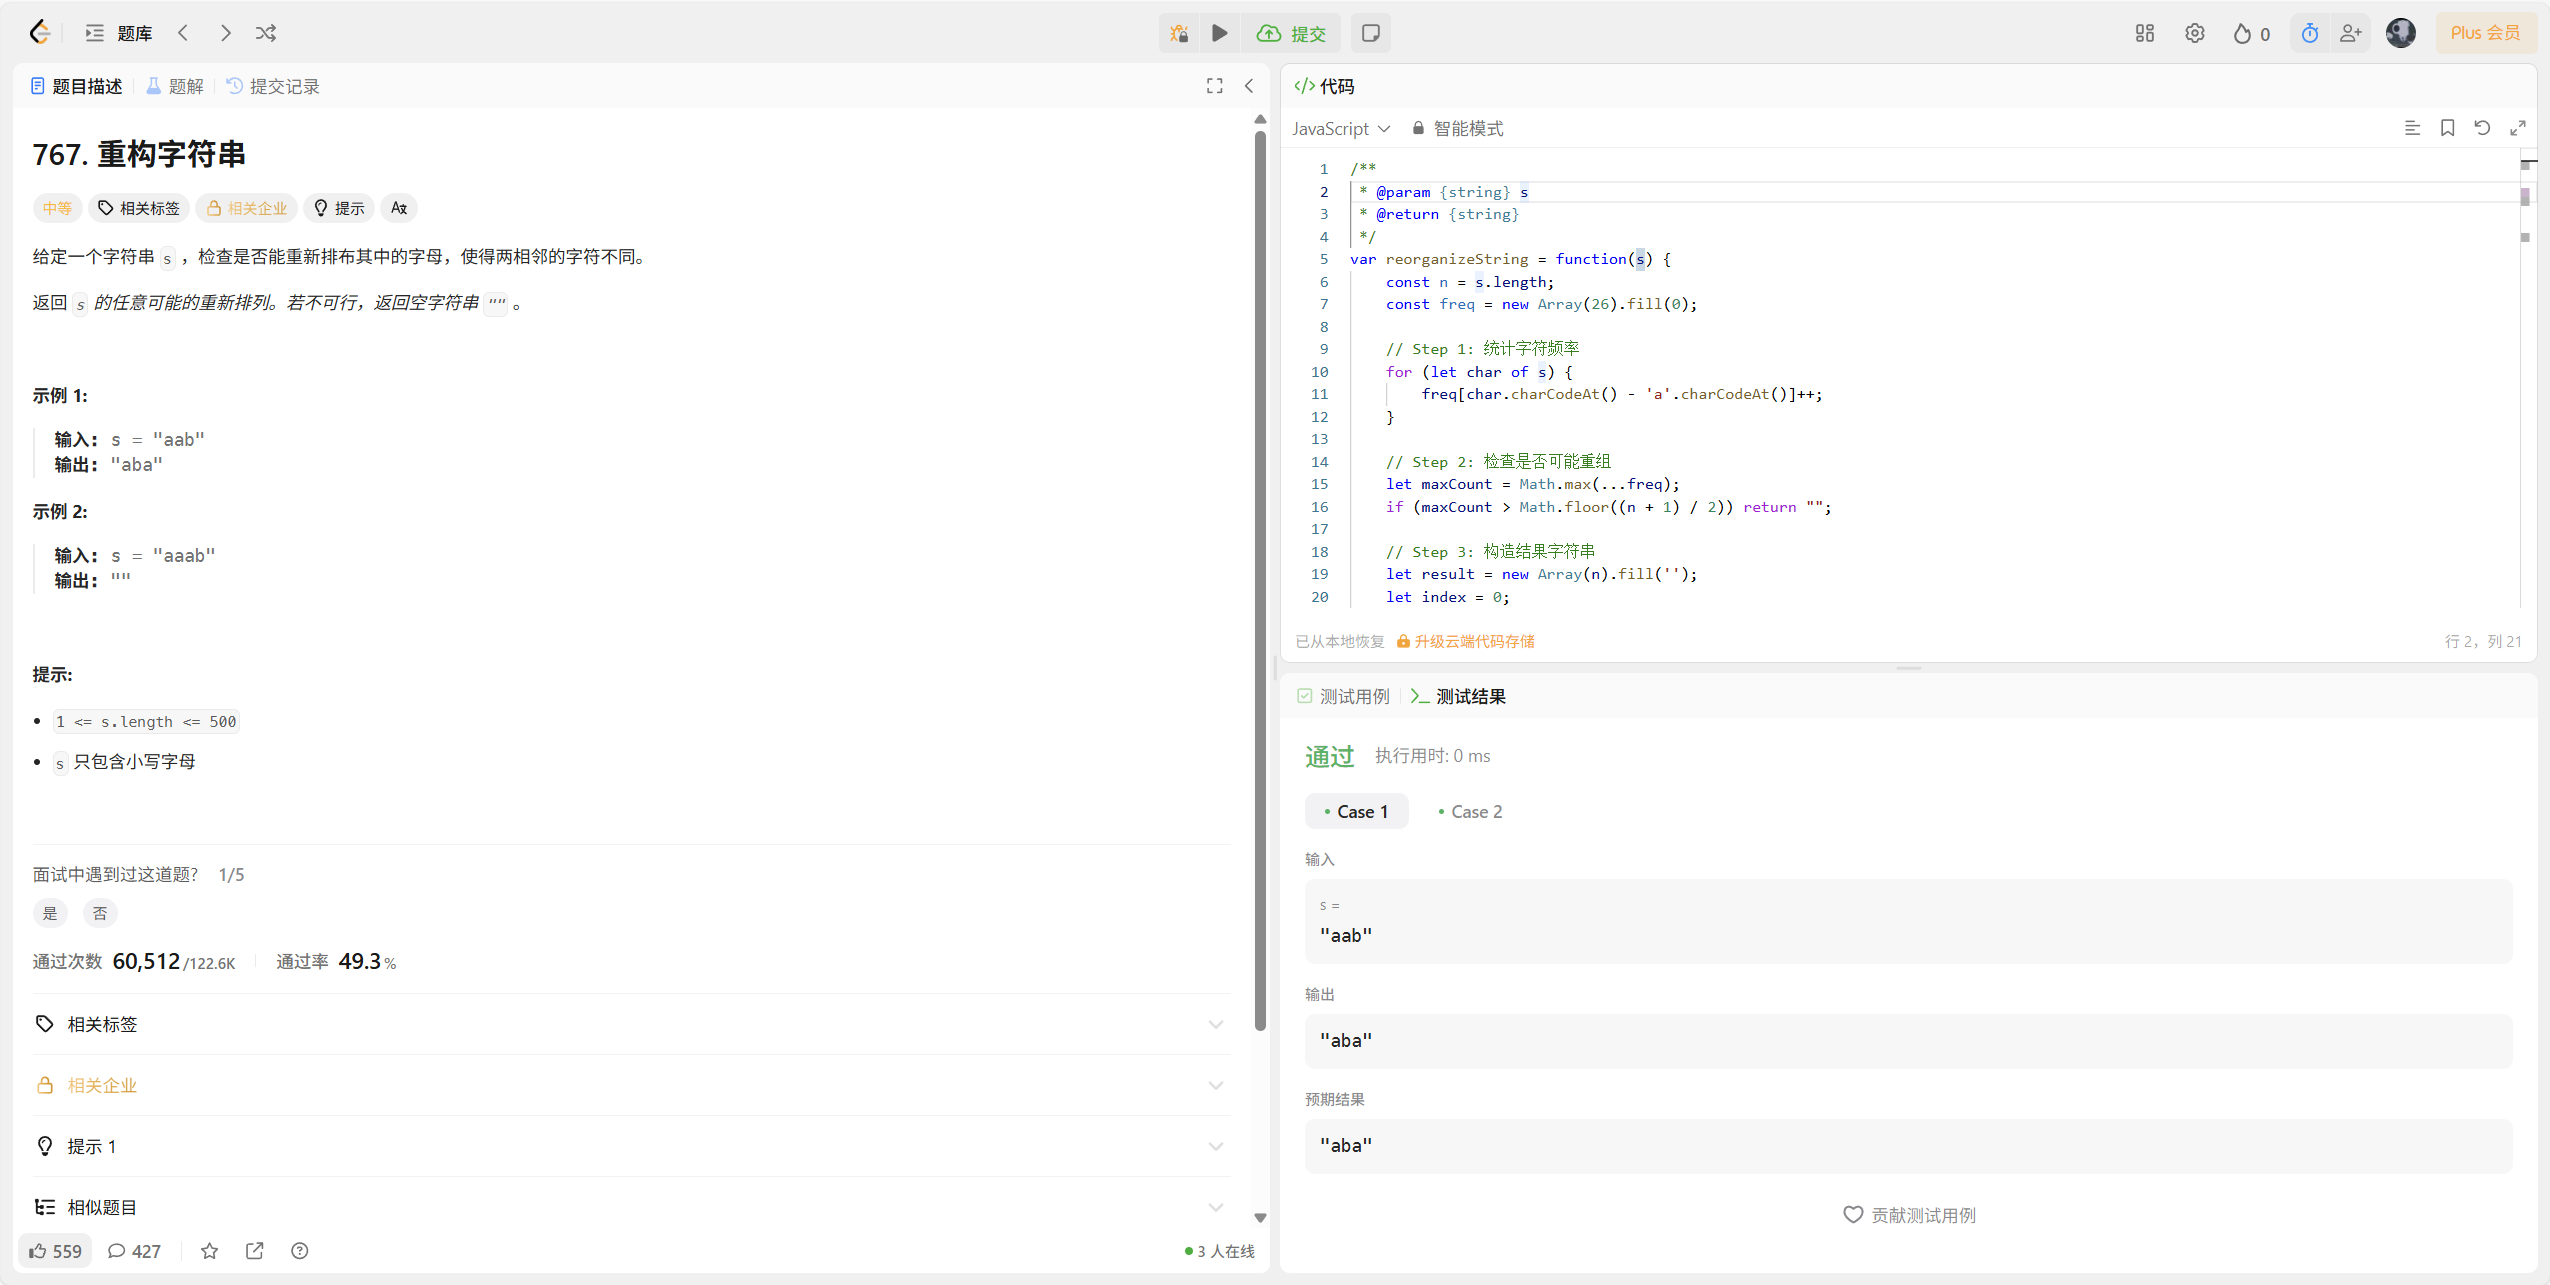 题库
提交
0
Plus 会员
题目描述
题解
提交记录
767. 重构字符串
中等
相关标签
相关企业
提示
给定一个字符串 s ，检查是否能重新排布其中的字母，使得两相邻的字符不同。
返回 s 的任意可能的重新排列。若不可行，返回空字符串 "" 。
示例 1:
输入: s = "aab"
输出: "aba"
示例 2:
输入: s = "aaab"
输出: ""
提示:
1 <= s.length <= 500
s 只包含小写字母
面试中遇到过这道题? 1/5
是
否
通过次数 60,512/122.6K
通过率 49.3%
相关标签
相关企业
提示 1
相似题目
559
427
3 人在线
代码
JavaScript
智能模式
1 /**
2  * @param {string} s
3  * @return {string}
4  */
5 var reorganizeString = function(s) {
6     const n = s.length;
7     const freq = new Array(26).fill(0);
8
9     // Step 1: 统计字符频率
10     for (let char of s) {
11         freq[char.charCodeAt() - 'a'.charCodeAt()]++;
12     }
13
14     // Step 2: 检查是否可能重组
15     let maxCount = Math.max(...freq);
16     if (maxCount > Math.floor((n + 1) / 2)) return "";
17
18     // Step 3: 构造结果字符串
19     let result = new Array(n).fill('');
20     let index = 0;
已从本地恢复
升级云端代码存储
行 2，列 21
测试用例
测试结果
通过
执行用时: 0 ms
Case 1
Case 2
输入
s =
"aab"
输出
"aba"
预期结果
"aba"
贡献测试用例